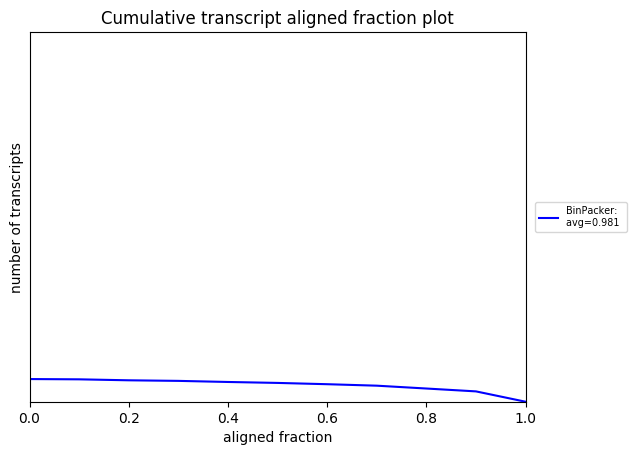 Cumulative transcript aligned fraction plot
number of transcripts
BinPacker:
avg=0.981
0.0 0.2 0.4 0.6 0.8 1.0
aligned fraction